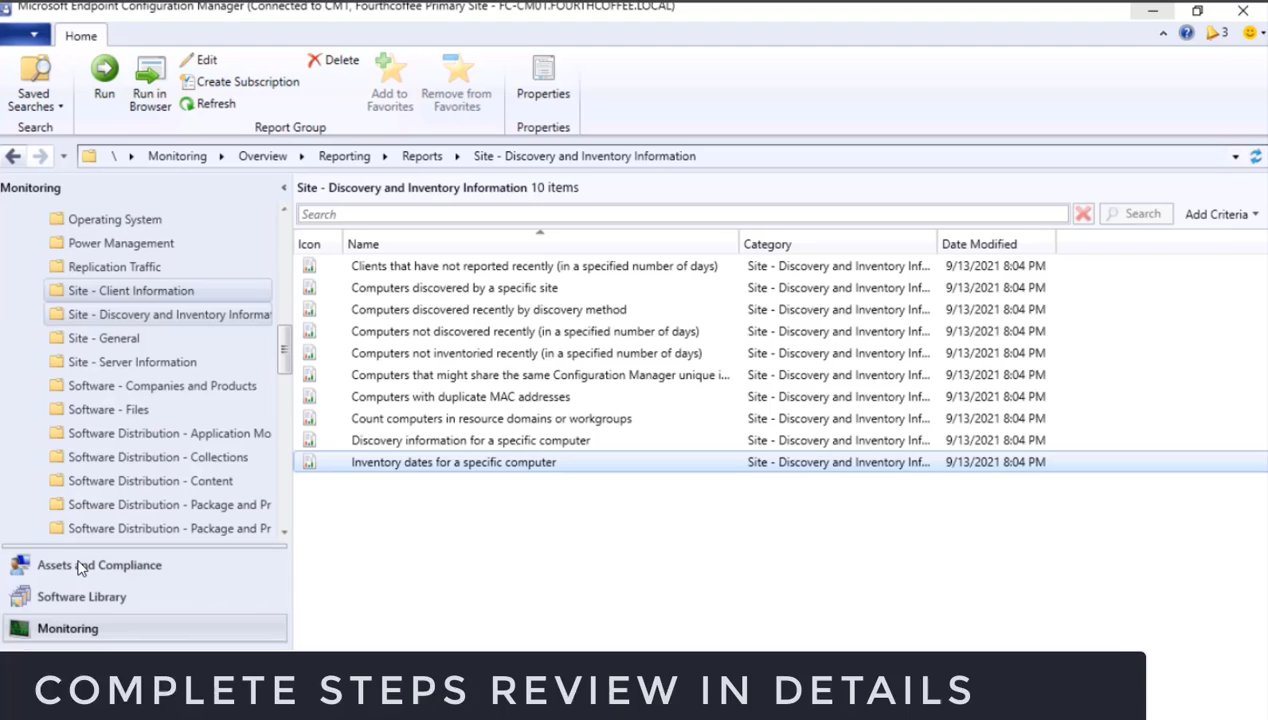 Microsoft Endpoint Configuration Manager (Connected to CMT, Fourthcoffee Primary Site - FC-CM01.FOURTHCOFFEE.LOCAL)
Home
3
Saved Searches
Search
Run
Run in Browser
Edit
Create Subscription
Refresh
Delete
Add to Favorites
Remove from Favorites
Report Group
Properties
Properties
\ Monitoring Overview Reporting Reports Site - Discovery and Inventory Information
Monitoring
Operating System
Power Management
Replication Traffic
Site - Client Information
Site - Discovery and Inventory Informa
Site - General
Site - Server Information
Software - Companies and Products
Software - Files
Software Distribution - Application Mo
Software Distribution - Collections
Software Distribution - Content
Software Distribution - Package and Pr
Software Distribution - Package and Pr
Assets and Compliance
Software Library
Monitoring
Site - Discovery and Inventory Information 10 items
Search
Search
Add Criteria
Icon Name Category Date Modified
Clients that have not reported recently (in a specified number of days) Site - Discovery and Inventory Inf... 9/13/2021 8:04 PM
Computers discovered by a specific site Site - Discovery and Inventory Inf... 9/13/2021 8:04 PM
Computers discovered recently by discovery method Site - Discovery and Inventory Inf... 9/13/2021 8:04 PM
Computers not discovered recently (in a specified number of days) Site - Discovery and Inventory Inf... 9/13/2021 8:04 PM
Computers not inventoried recently (in a specified number of days) Site - Discovery and Inventory Inf... 9/13/2021 8:04 PM
Computers that might share the same Configuration Manager unique i... Site - Discovery and Inventory Inf... 9/13/2021 8:04 PM
Computers with duplicate MAC addresses Site - Discovery and Inventory Inf... 9/13/2021 8:04 PM
Count computers in resource domains or workgroups Site - Discovery and Inventory Inf... 9/13/2021 8:04 PM
Discovery information for a specific computer Site - Discovery and Inventory Inf... 9/13/2021 8:04 PM
Inventory dates for a specific computer Site - Discovery and Inventory Inf... 9/13/2021 8:04 PM
COMPLETE STEPS REVIEW IN DETAILS